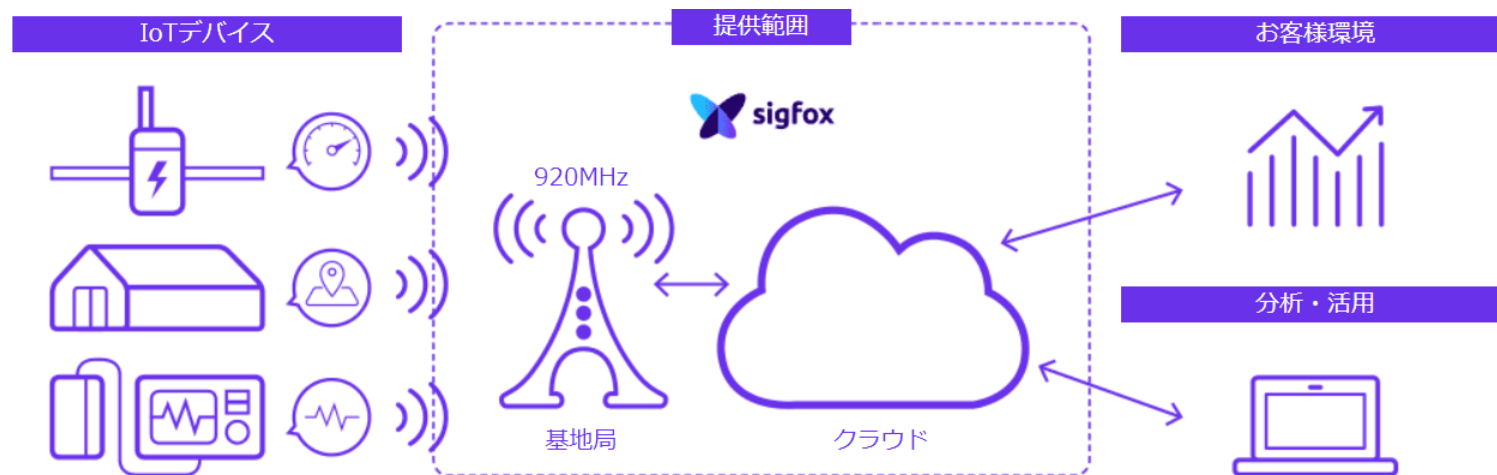 IoTデバイス
提供範囲
お客様環境
sigfox
920MHz
分析・活用
基地局
クラウド